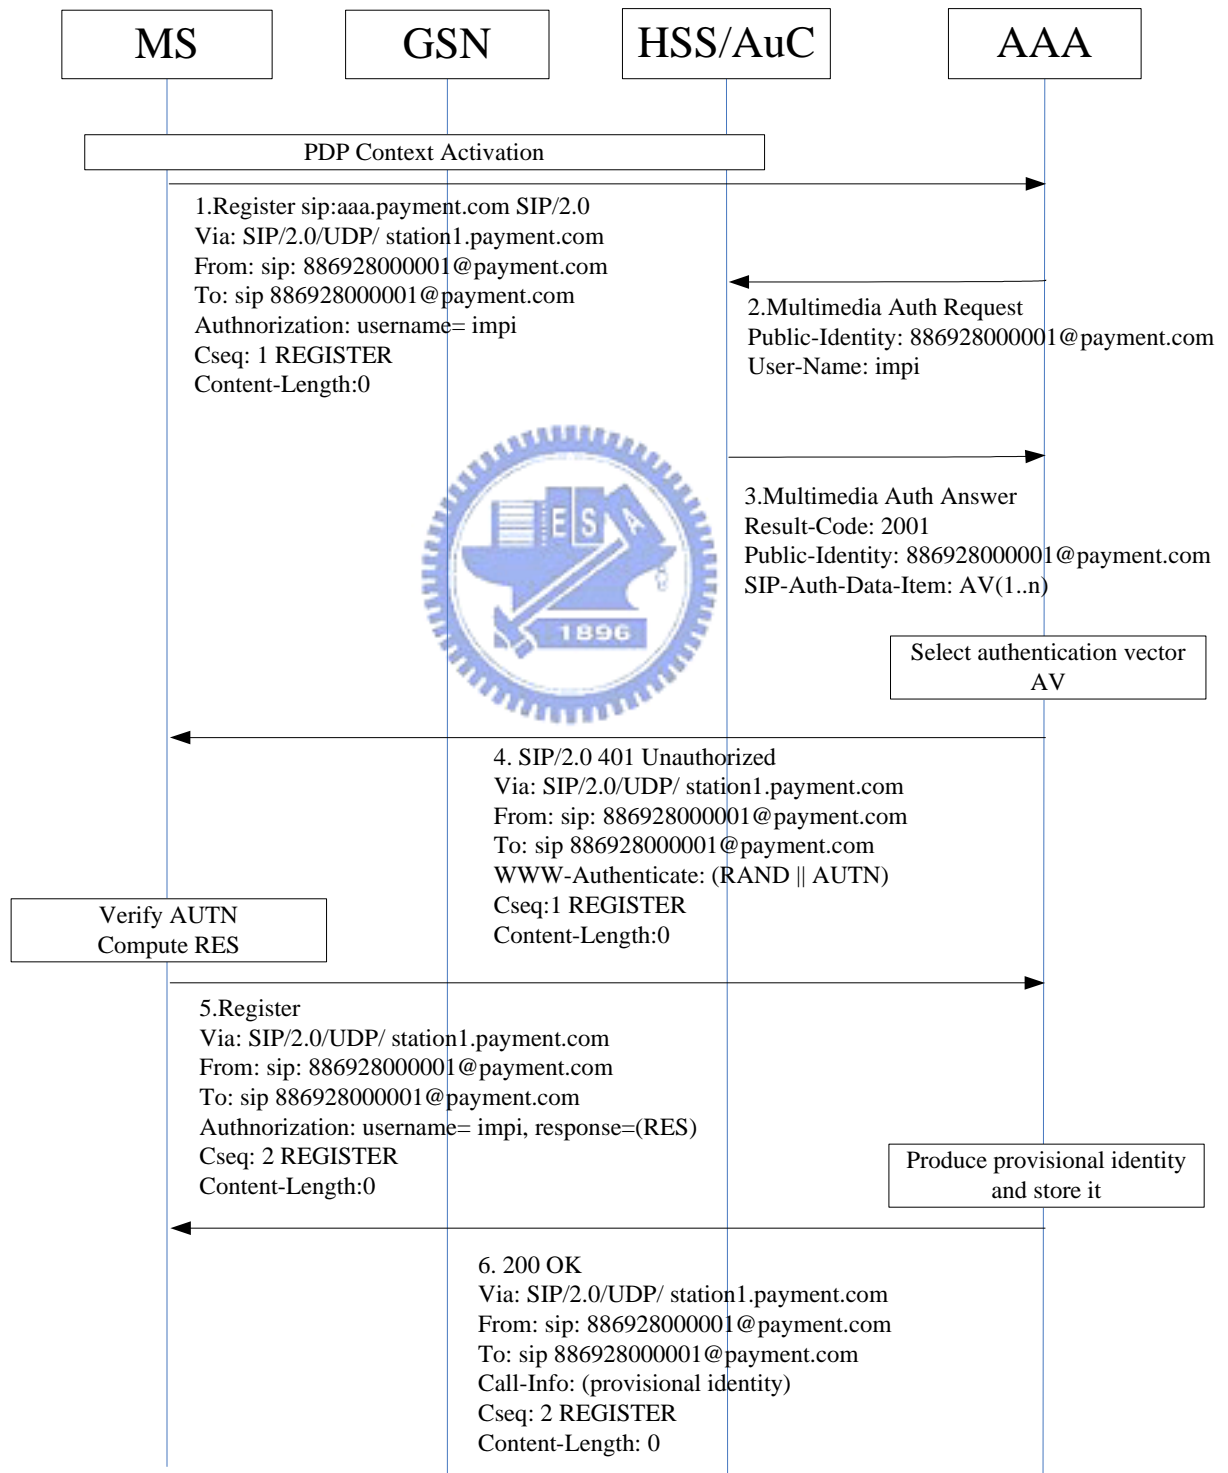 MS
GSN
HSS/AuC
AAA
PDP Context Activation
1.Register sip:aaa.payment.com SIP/2.0
Via: SIP/2.0/UDP/ station1.payment.com
From: sip: 886928000001@payment.com
To: sip 886928000001@payment.com
Authnorization: username= impi
Cseq: 1 REGISTER
Content-Length:0
2.Multimedia Auth Request
Public-Identity: 886928000001@payment.com
User-Name: impi
3.Multimedia Auth Answer
Result-Code: 2001
Public-Identity: 886928000001@payment.com
SIP-Auth-Data-Item: AV(1..n)
E S A
1896
Select authentication vector
AV
4. SIP/2.0 401 Unauthorized
Via: SIP/2.0/UDP/ station1.payment.com
From: sip: 886928000001@payment.com
To: sip 886928000001@payment.com
WWW-Authenticate: (RAND || AUTN)
Cseq:1 REGISTER
Content-Length:0
Verify AUTN
Compute RES
5.Register
Via: SIP/2.0/UDP/ station1.payment.com
From: sip: 886928000001@payment.com
To: sip 886928000001@payment.com
Authnorization: username= impi, response=(RES)
Cseq: 2 REGISTER
Content-Length:0
Produce provisional identity
and store it
6. 200 OK
Via: SIP/2.0/UDP/ station1.payment.com
From: sip: 886928000001@payment.com
To: sip 886928000001@payment.com
Call-Info: (provisional identity)
Cseq: 2 REGISTER
Content-Length: 0